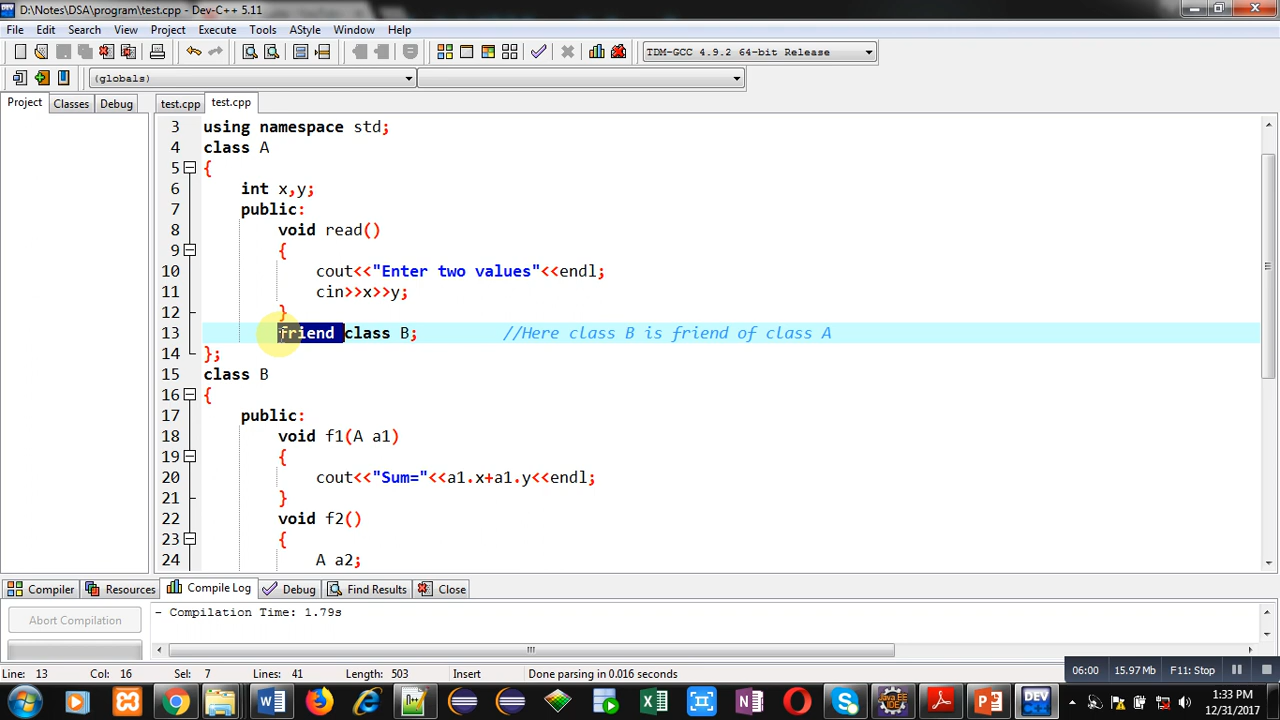 D:\Notes\DSA\program\test.cpp - Dev-C++ 5.11
File Edit Search View Project Execute Tools AStyle Window Help
TDM-GCC 4.9.2 64-bit Release
(globals)
Project Classes Debug test.cpp test.cpp
3 using namespace std;
4 class A
5 {
6 int x,y;
7 public:
8 void read()
9 {
10 cout<<"Enter two values"<<endl;
11 cin>>x>>y;
12 }
13 friend class B; //Here class B is friend of class A
14 };
15 class B
16 {
17 public:
18 void f1(A a1)
19 {
20 cout<<"Sum="<<a1.x+a1.y<<endl;
21 }
22 void f2()
23 {
24 A a2;
Compiler Resources Compile Log Debug Find Results Close
Abort Compilation
- Compilation Time: 1.79s
Line: 13 Col: 16 Sel: 7 Lines: 41 Length: 503 Insert Done parsing in 0.016 seconds
06:00 15.97 Mb F11: Stop
1:33 PM
12/31/2017